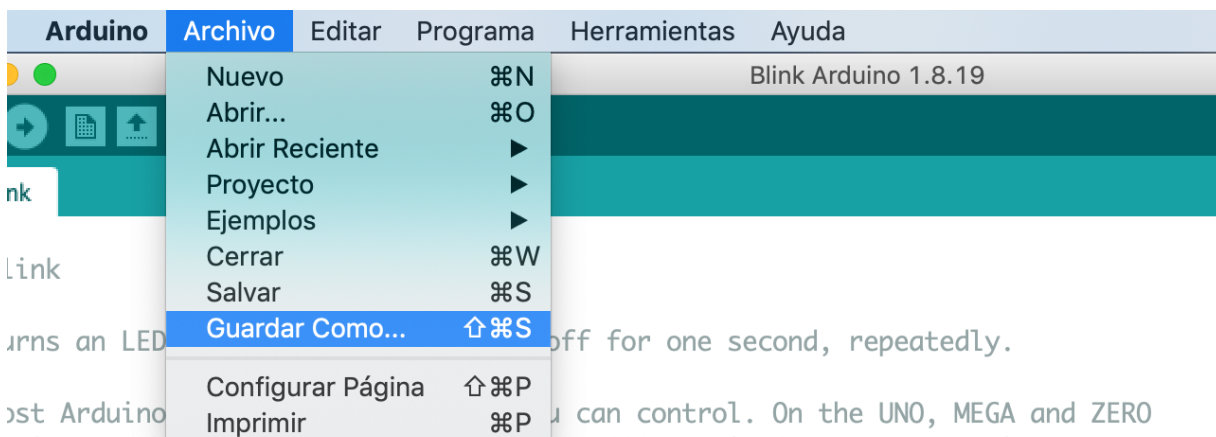 Arduino Archivo Editar Programa Herramientas Ayuda
Blink Arduino 1.8.19
Nuevo ⌘N
Abrir... ⌘O
Abrir Reciente ▶
Proyecto ▶
Ejemplos ▶
Cerrar ⌘W
Salvar ⌘S
Guardar Como... ⇧⌘S
Configurar Página ⇧⌘P
Imprimir ⌘P
nk
link
urns an LED off for one second, repeatedly.
ost Arduino u can control. On the UNO, MEGA and ZERO